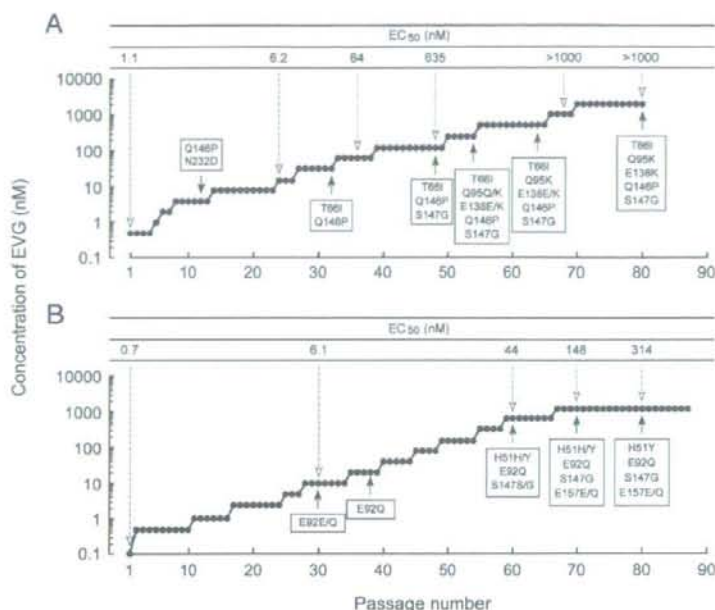 A
EC50 (nM)
1.1 6.2 64 635 >1000 >1000
10000
1000
100
10
1
0.1
Q146P
N232D
T66I
Q146P
T66I
Q146P
S147G
T66I
Q95Q/K
E138E/K
Q146P
S147G
T66I
Q95K
E138E/K
Q146P
S147G
T66I
Q95K
E138K
Q146P
S147G
1 10 20 30 40 50 60 70 80 90
Concentration of EVG (nM)
B
EC50 (nM)
0.7 6.1 44 148 314
10000
1000
100
10
1
0.1
E92E/Q
E92Q
H51H/Y
E92Q
S147S/G
H51H/Y
E92Q
S147G
E157E/Q
H51Y
E92Q
S147G
E157E/Q
1 10 20 30 40 50 60 70 80 90
Passage number